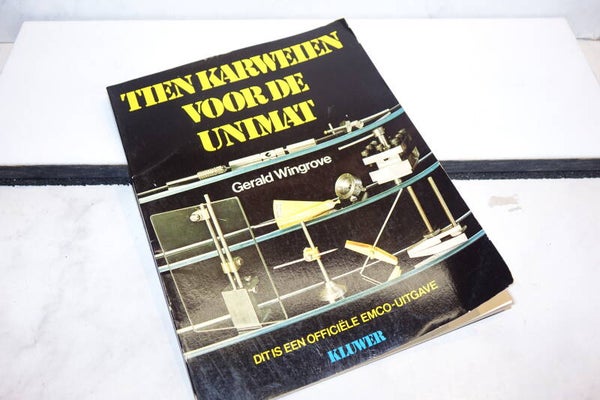 TIEN KARWEIEN
VOOR DE
UNIMAT
Gerald Wingrove
DIT IS EEN OFFICIËLE EMCO-UITGAVE
KLUWER